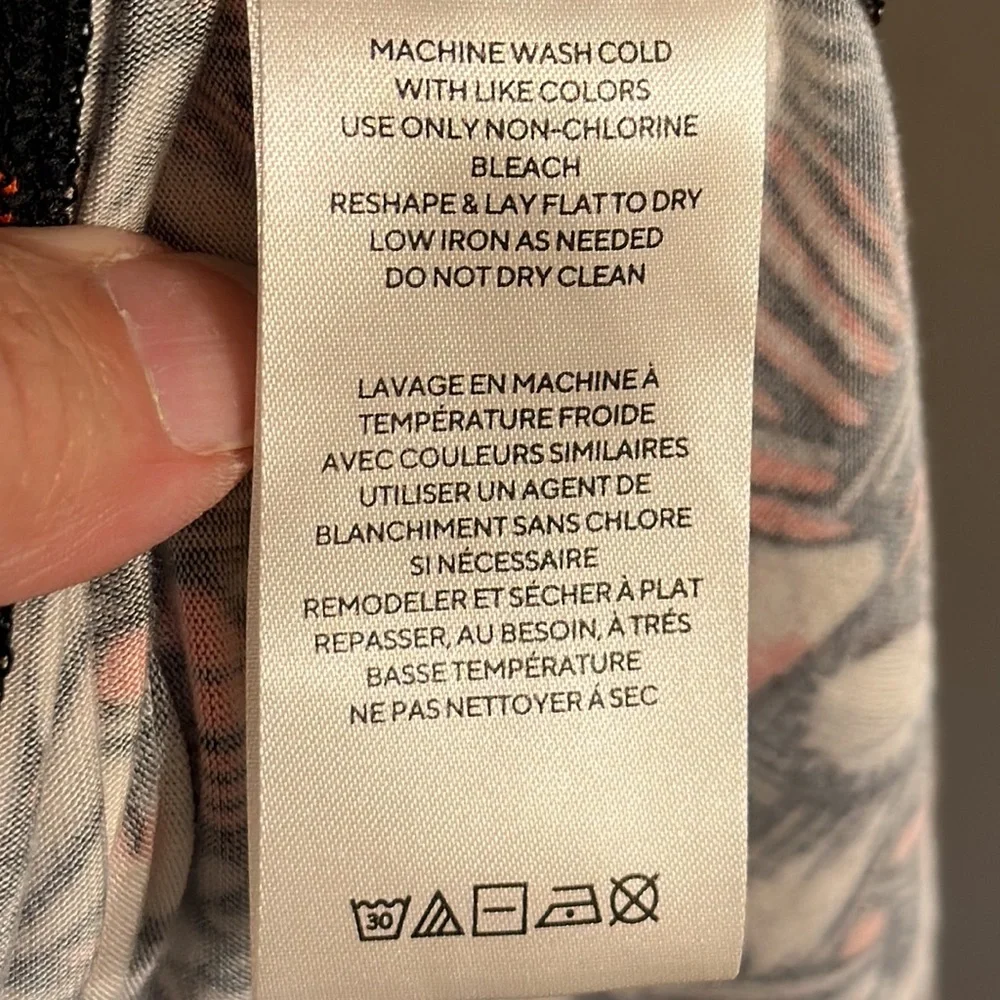 MACHINE WASH COLD
WITH LIKE COLORS
USE ONLY NON-CHLORINE
BLEACH
RESHAPE & LAY FLAT TO DRY
LOW IRON AS NEEDED
DO NOT DRY CLEAN
LAVAGE EN MACHINE À
TEMPÉRATURE FROIDE
AVEC COULEURS SIMILAIRES
UTILISER UN AGENT DE
BLANCHIMENT SANS CHLORE
SI NÉCESSAIRE
REMODELER ET SÉCHER À PLAT
REPASSER, AU BESOIN, À TRÉS
BASSE TEMPÉRATURE
NE PAS NETTOYER Á SEC
30